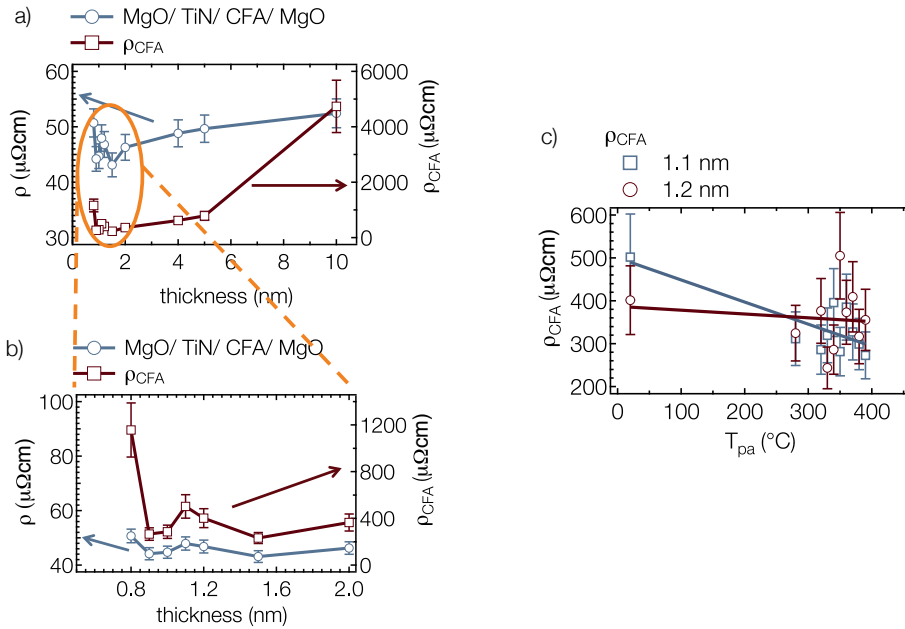 a)
MgO/ TiN/ CFA/ MgO
ρCFA
60
50
40
30
ρ (μΩcm)
6000
4000
2000
0
ρCFA (μΩcm)
0 2 4 6 8 10
thickness (nm)
b)
MgO/ TiN/ CFA/ MgO
ρCFA
100
80
60
40
ρ (μΩcm)
1200
800
400
0
ρCFA (μΩcm)
0.8 1.2 1.6 2.0
thickness (nm)
c)
ρCFA
1.1 nm
1.2 nm
600
500
400
300
200
ρCFA (μΩcm)
0 100 200 300 400
Tpa (°C)